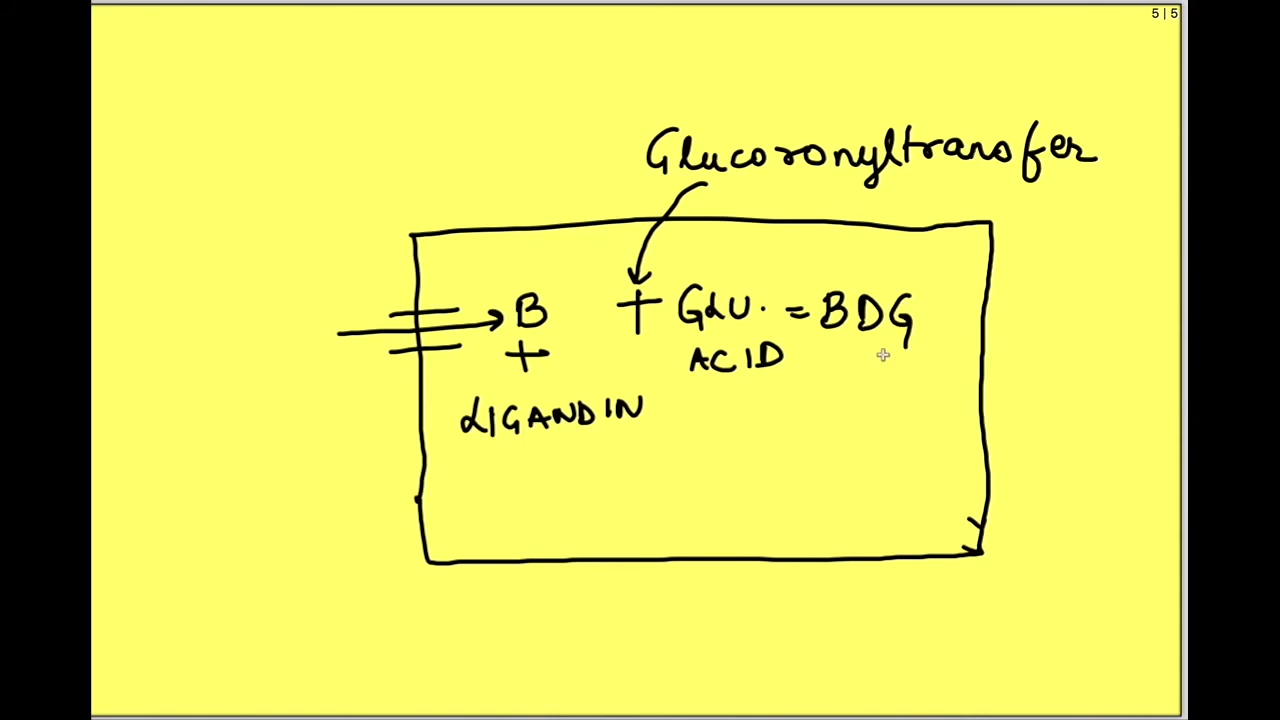 5 | 5
Glucoronyltransfer
B + GLU. = BDG
+ ACID
LIGANDIN